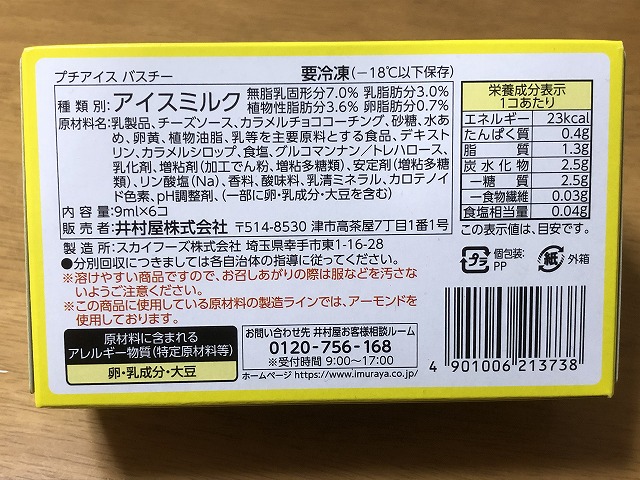 プチアイス バスチー
要冷凍(−18℃以下保存)
種類別:アイスミルク 無脂乳固形分7.0% 乳脂肪分3.0%
植物性脂肪分3.6% 卵脂肪分0.7%
原材料名:乳製品、チーズソース、カラメルチョココーチング、砂糖、水あ
め、卵黄、植物油脂、乳等を主要原料とする食品、デキスト
リン、カラメルシロップ、食塩、グルコマンナン/トレハロース、
乳化剤、増粘剤(加工でん粉、増粘多糖類)、安定剤(増粘多糖
類)、リン酸塩(Na)、香料、酸味料、乳清ミネラル、カロテノイ
ド色素、pH調整剤、(一部に卵・乳成分・大豆を含む)
内容量:9ml×6コ
販売者:井村屋株式会社 〒514-8530 津市高茶屋7丁目1番1号
製造所:スカイフーズ株式会社 埼玉県幸手市東1-16-28
●分別回収につきましては各自治体の指導に従ってください。
※溶けやすい商品ですので、お召しあがりの際は服などを汚さな
いようご注意ください。
※この商品に使用している原材料の製造ラインでは、アーモンドを
使用しております。
原材料に含まれる
アレルギー物質(特定原材料等)
卵・乳成分・大豆
お問い合わせ先 井村屋お客様相談ルーム
0120-756-168
※受付時間 9:00〜17:00
ホームページ https://www.imuraya.co.jp/
栄養成分表示
1コあたり
エネルギー 23kcal
たんぱく質 0.4g
脂質 1.3g
炭水化物 2.5g
−糖質 2.5g
−食物繊維 0.03g
食塩相当量 0.04g
この表示値は、目安です。
プラ 個包装:
PP
紙 外箱
4 901006 213738